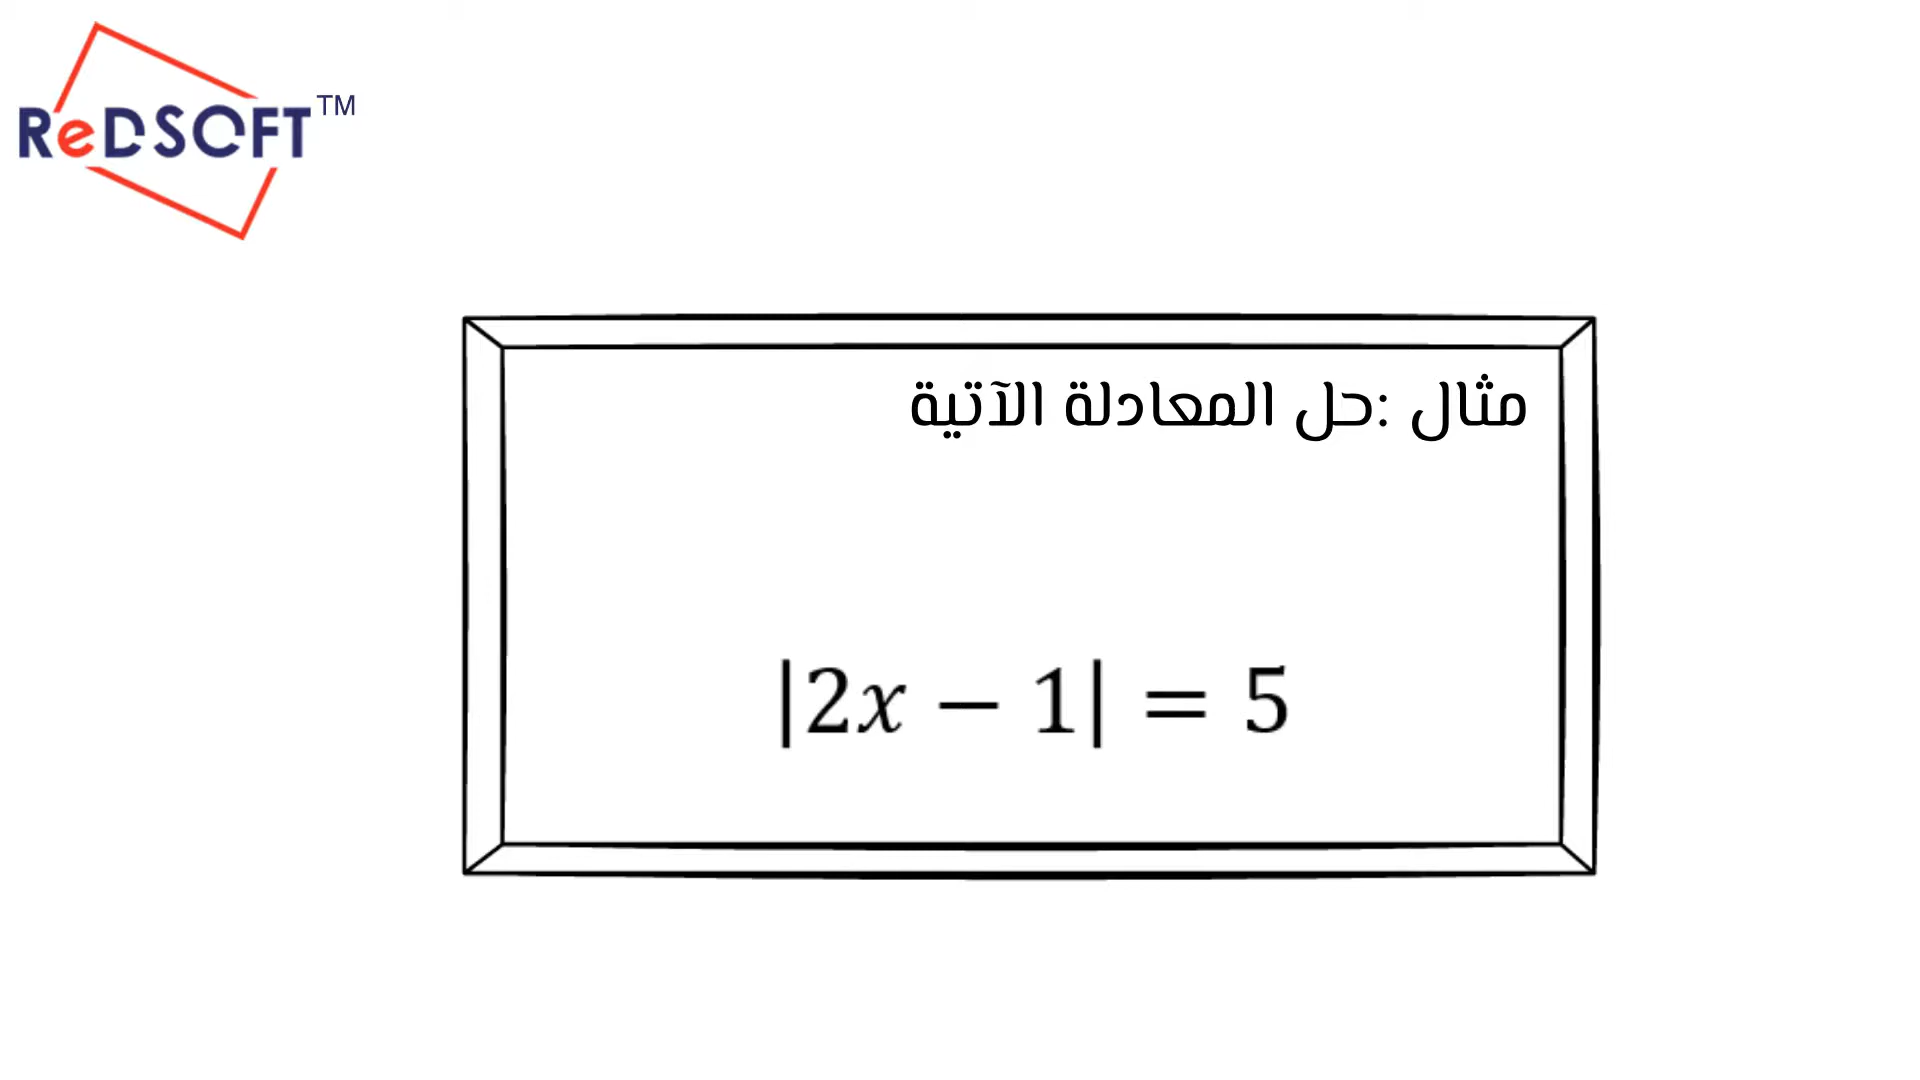 ReDSOFT™
مثال :حل المعادلة الآتية
|2x − 1| = 5